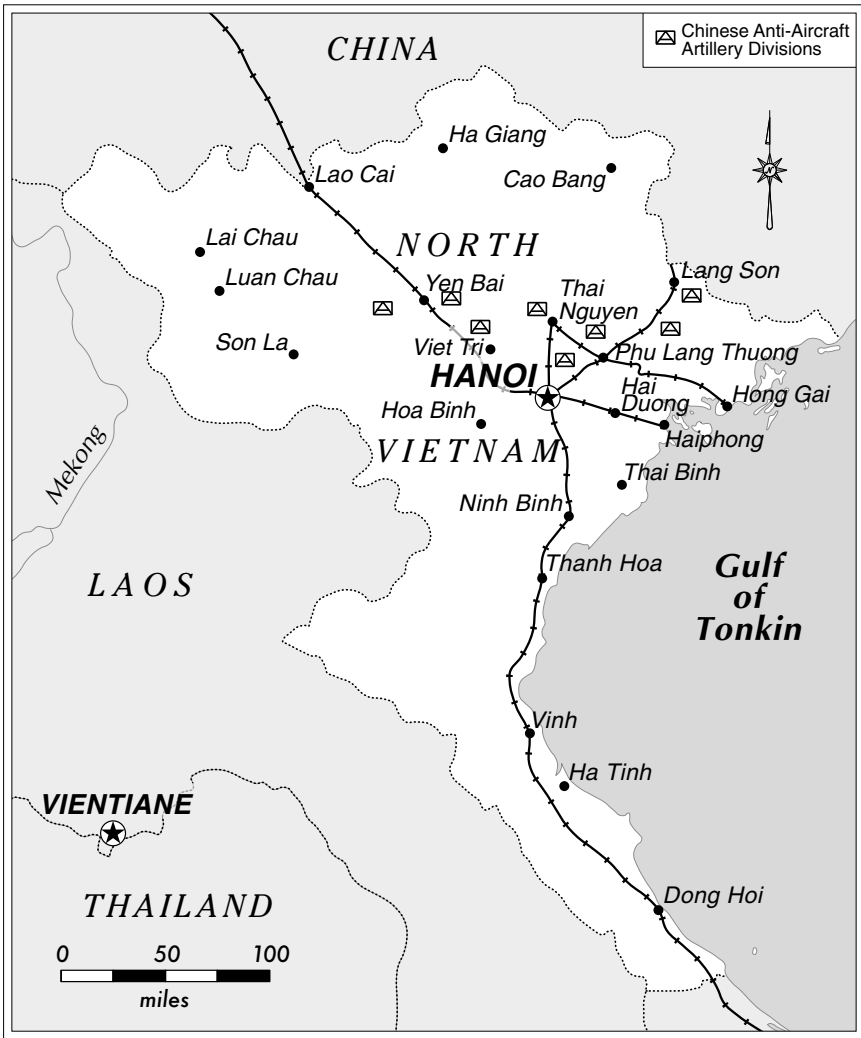 CHINA
Chinese Anti-Aircraft
Artillery Divisions
Ha Giang
Cao Bang
N
Lao Cai
Lai Chau
NORTH
Luan Chau
Yen Bai
Lang Son
Thai
Nguyen
Son La
Viet Tri
Phu Lang Thuong
HANOI
Hai
Duong
Hong Gai
Hoa Binh
Haiphong
VIETNAM
Mekong
Thai Binh
Ninh Binh
Thanh Hoa
LAOS
Gulf
of
Tonkin
Vinh
Ha Tinh
VIENTIANE
Dong Hoi
THAILAND
0 50 100
miles